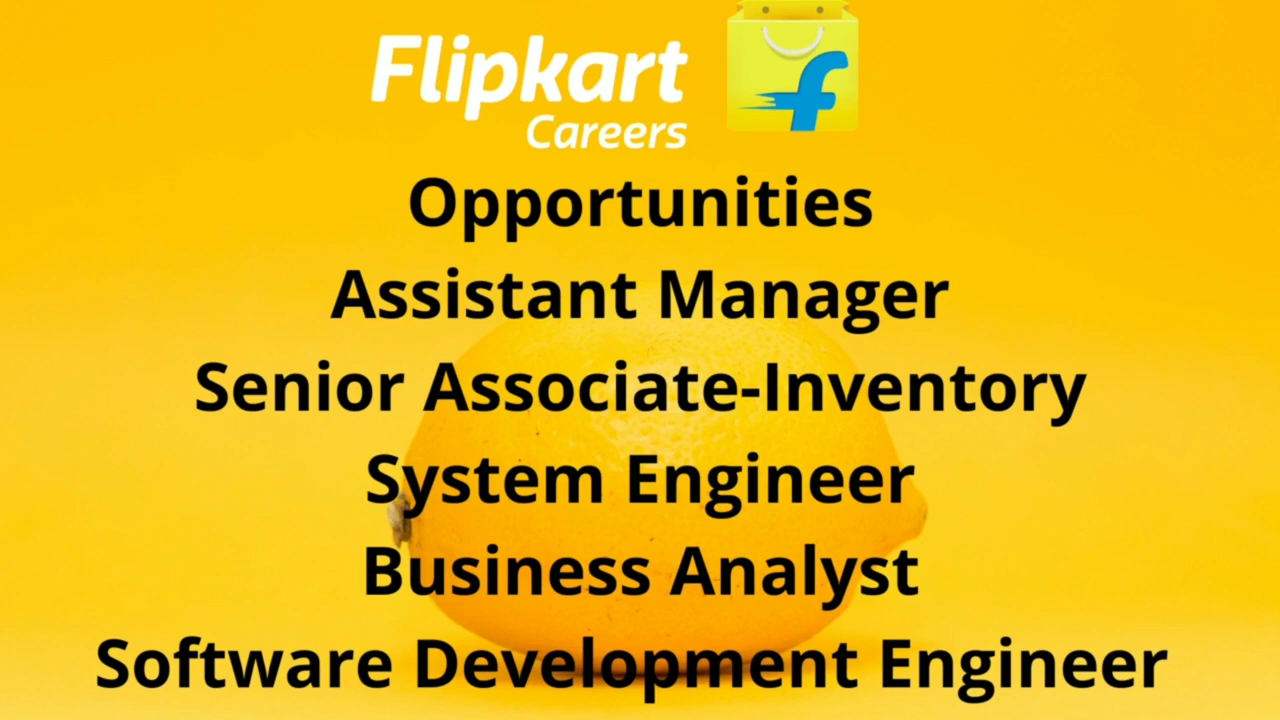 Flipkart
Careers
f
Opportunities
Assistant Manager
Senior Associate-Inventory
System Engineer
Business Analyst
Software Development Engineer